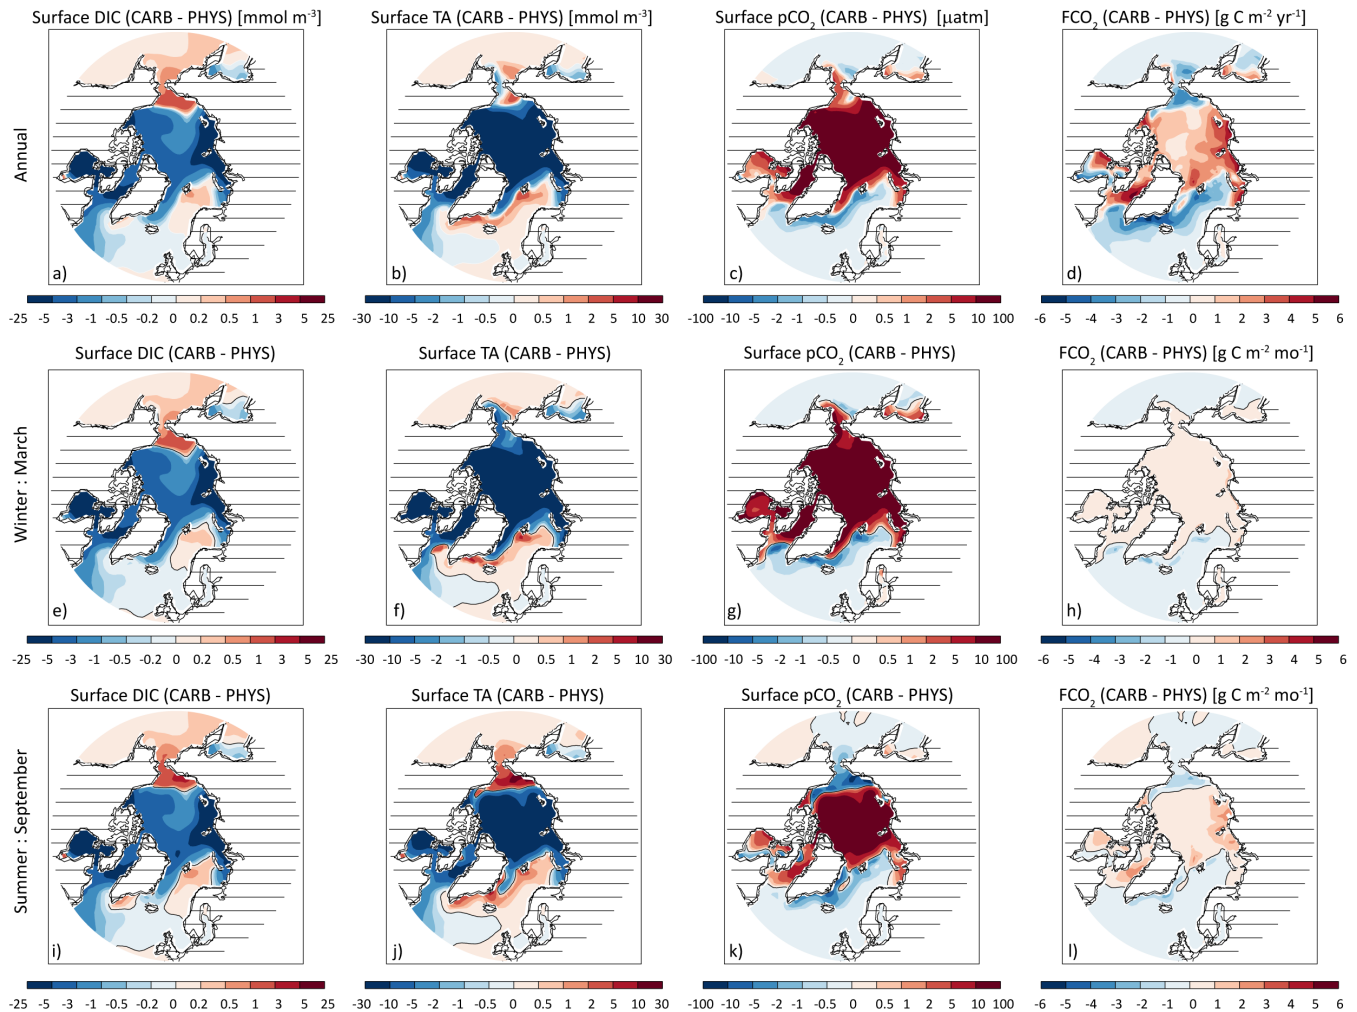 Surface DIC (CARB - PHYS) [mmol m⁻³]
Surface TA (CARB - PHYS) [mmol m⁻³]
Surface pCO₂ (CARB - PHYS) [µatm]
FCO₂ (CARB - PHYS) [g C m⁻² yr⁻¹]
Annual
a)
b)
c)
d)
-25 -5 -3 -1 -0.5 -0.2 0 0.2 0.5 1 3 5 25
-30 -10 -5 -2 -1 -0.5 0 0.5 1 2 5 10 30
-100 -10 -5 -2 -1 -0.5 0 0.5 1 2 5 10 100
-6 -5 -4 -3 -2 -1 0 1 2 3 4 5 6
Surface DIC (CARB - PHYS)
Surface TA (CARB - PHYS)
Surface pCO₂ (CARB - PHYS)
FCO₂ (CARB - PHYS) [g C m⁻² mo⁻¹]
Winter : March
e)
f)
g)
h)
-25 -5 -3 -1 -0.5 -0.2 0 0.2 0.5 1 3 5 25
-30 -10 -5 -2 -1 -0.5 0 0.5 1 2 5 10 30
-100 -10 -5 -2 -1 -0.5 0 0.5 1 2 5 10 100
-6 -5 -4 -3 -2 -1 0 1 2 3 4 5 6
Surface DIC (CARB - PHYS)
Surface TA (CARB - PHYS)
Surface pCO₂ (CARB - PHYS)
FCO₂ (CARB - PHYS) [g C m⁻² mo⁻¹]
Summer : September
i)
j)
k)
l)
-25 -5 -3 -1 -0.5 -0.2 0 0.2 0.5 1 3 5 25
-30 -10 -5 -2 -1 -0.5 0 0.5 1 2 5 10 30
-100 -10 -5 -2 -1 -0.5 0 0.5 1 2 5 10 100
-6 -5 -4 -3 -2 -1 0 1 2 3 4 5 6